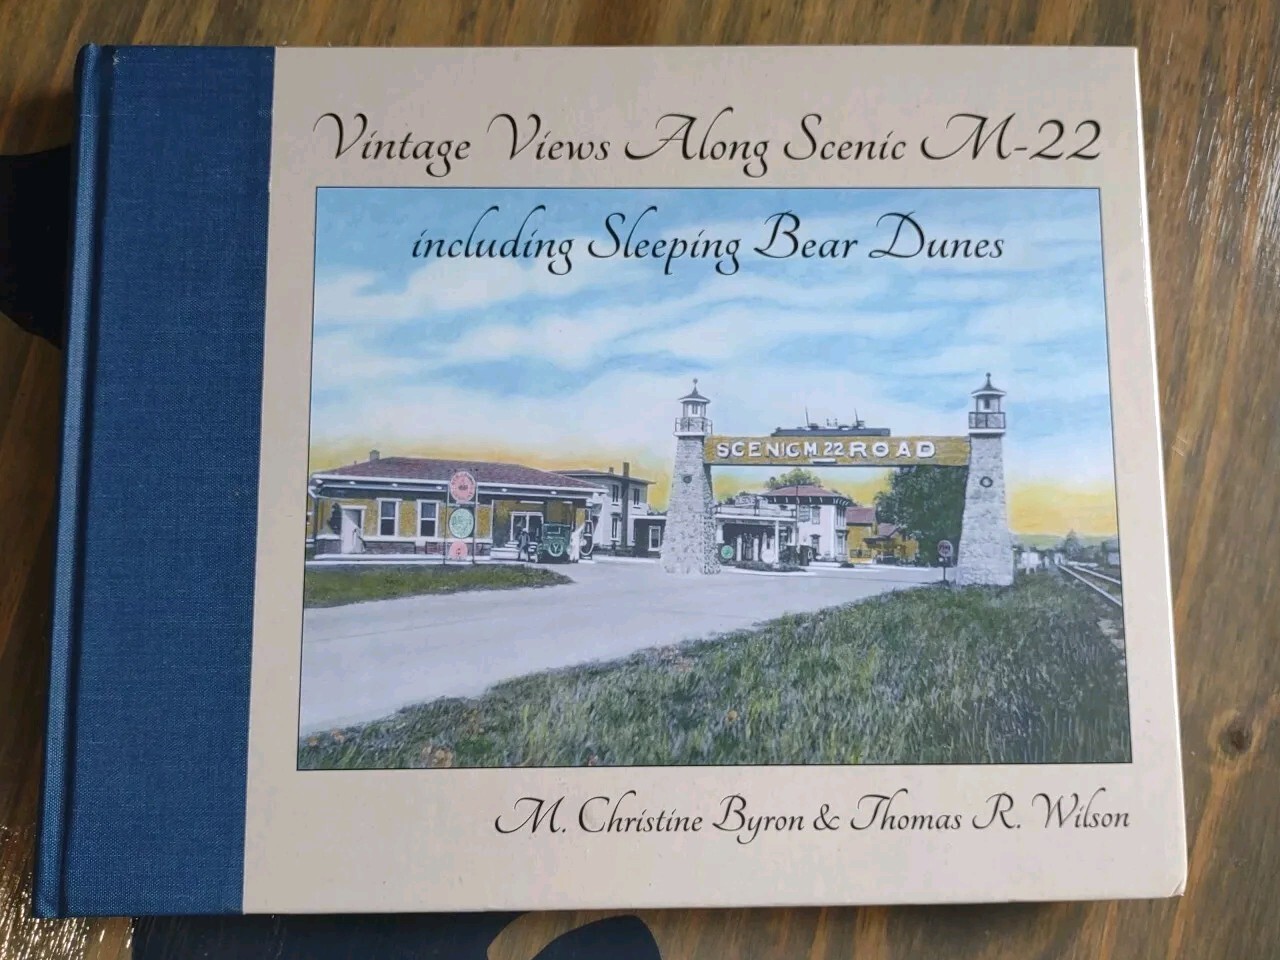 Vintage Views Along Scenic M-22
including Sleeping Bear Dunes
SCENIC M 22 ROAD
M. Christine Byron & Thomas R. Wilson